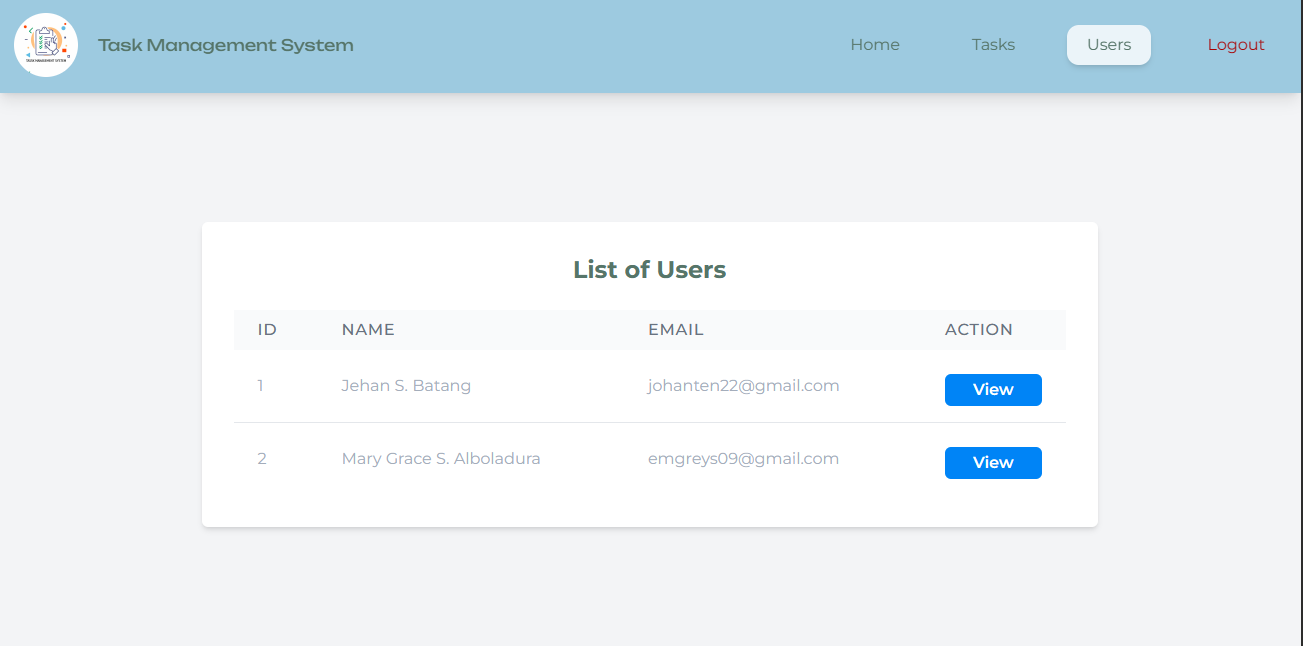 TASK MANAGEMENT SYSTEM
Task Management System
Home Tasks Users Logout
List of Users
ID NAME EMAIL ACTION
1 Jehan S. Batang johanten22@gmail.com View
2 Mary Grace S. Alboladura emgreys09@gmail.com View